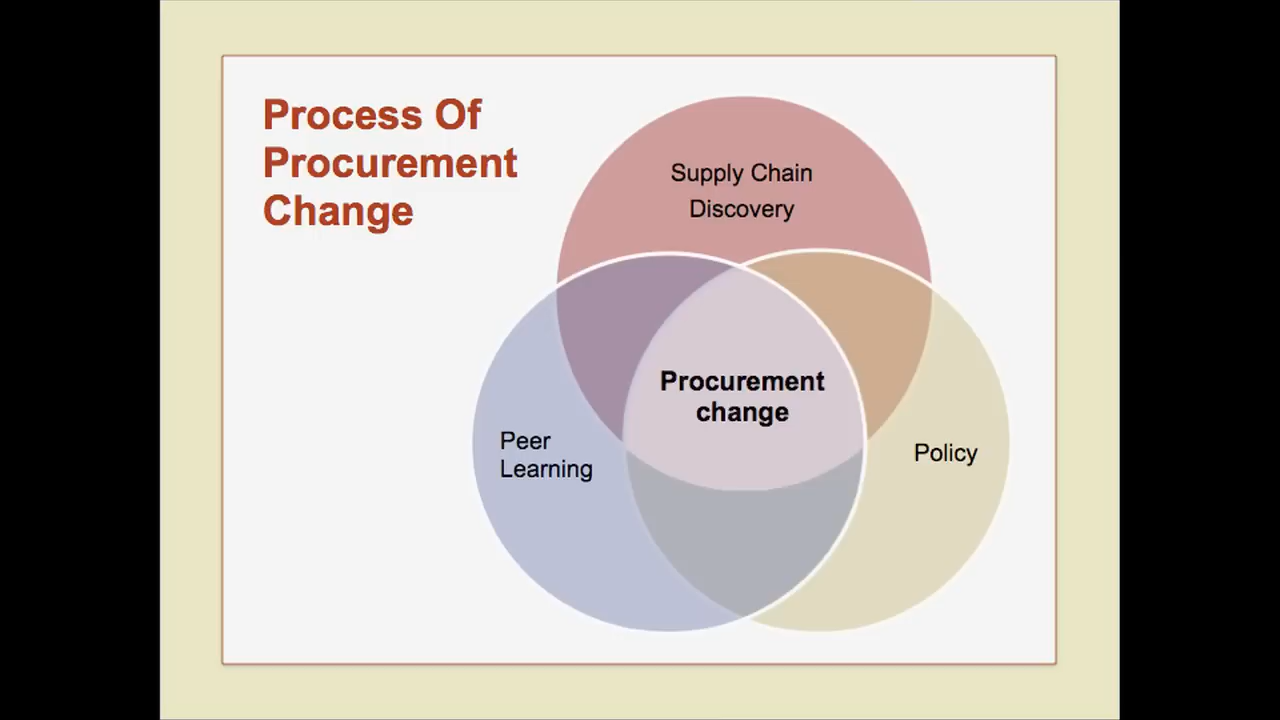 Process Of
Procurement
Change
Supply Chain
Discovery
Procurement
change
Peer
Learning
Policy